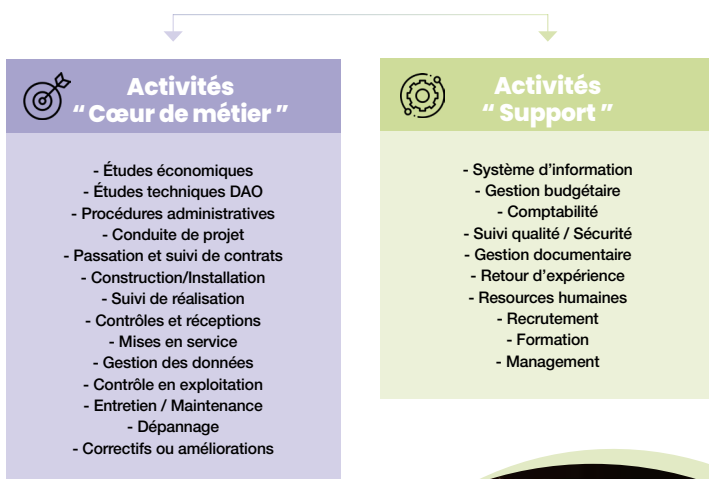 Activités
“ Cœur de métier ”
- Études économiques
- Études techniques DAO
- Procédures administratives
- Conduite de projet
- Passation et suivi de contrats
- Construction/Installation
- Suivi de réalisation
- Contrôles et réceptions
- Mises en service
- Gestion des données
- Contrôle en exploitation
- Entretien / Maintenance
- Dépannage
- Correctifs ou améliorations
Activités
“ Support ”
- Système d’information
- Gestion budgétaire
- Comptabilité
- Suivi qualité / Sécurité
- Gestion documentaire
- Retour d’expérience
- Resources humaines
- Recrutement
- Formation
- Management